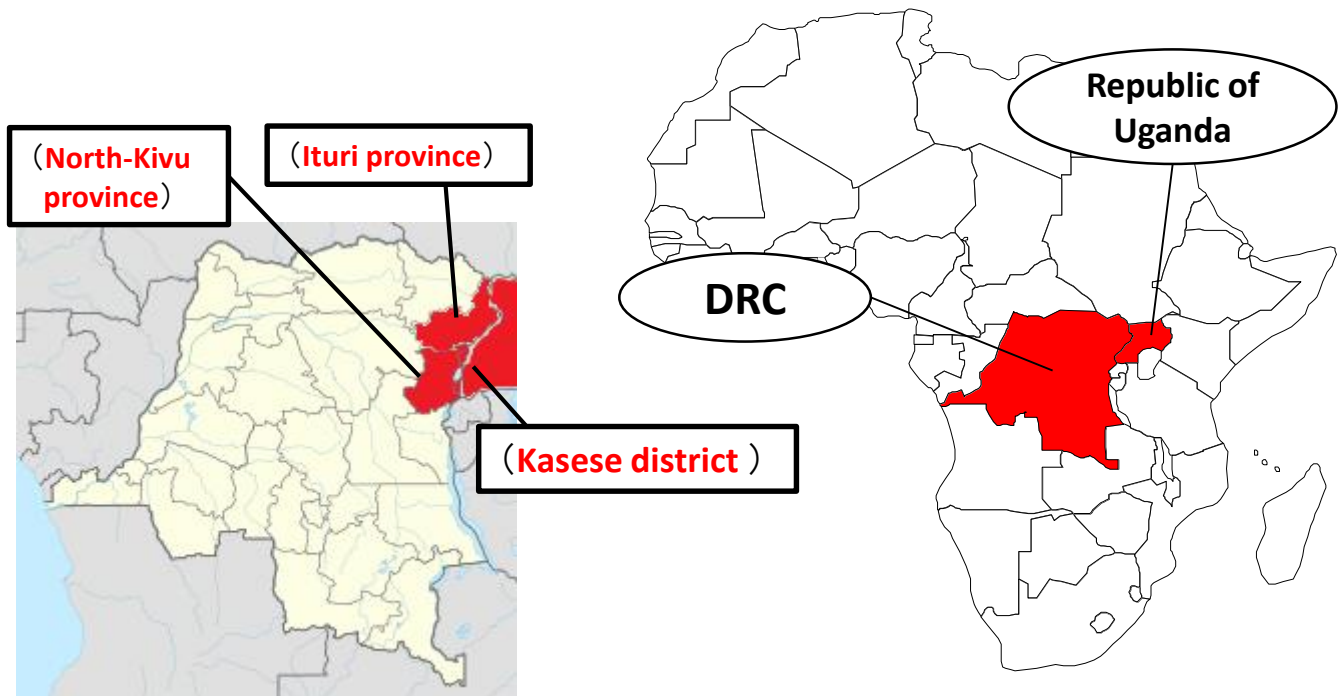 （North-Kivu
province）
（Ituri province）
（Kasese district ）
Republic of
Uganda
DRC